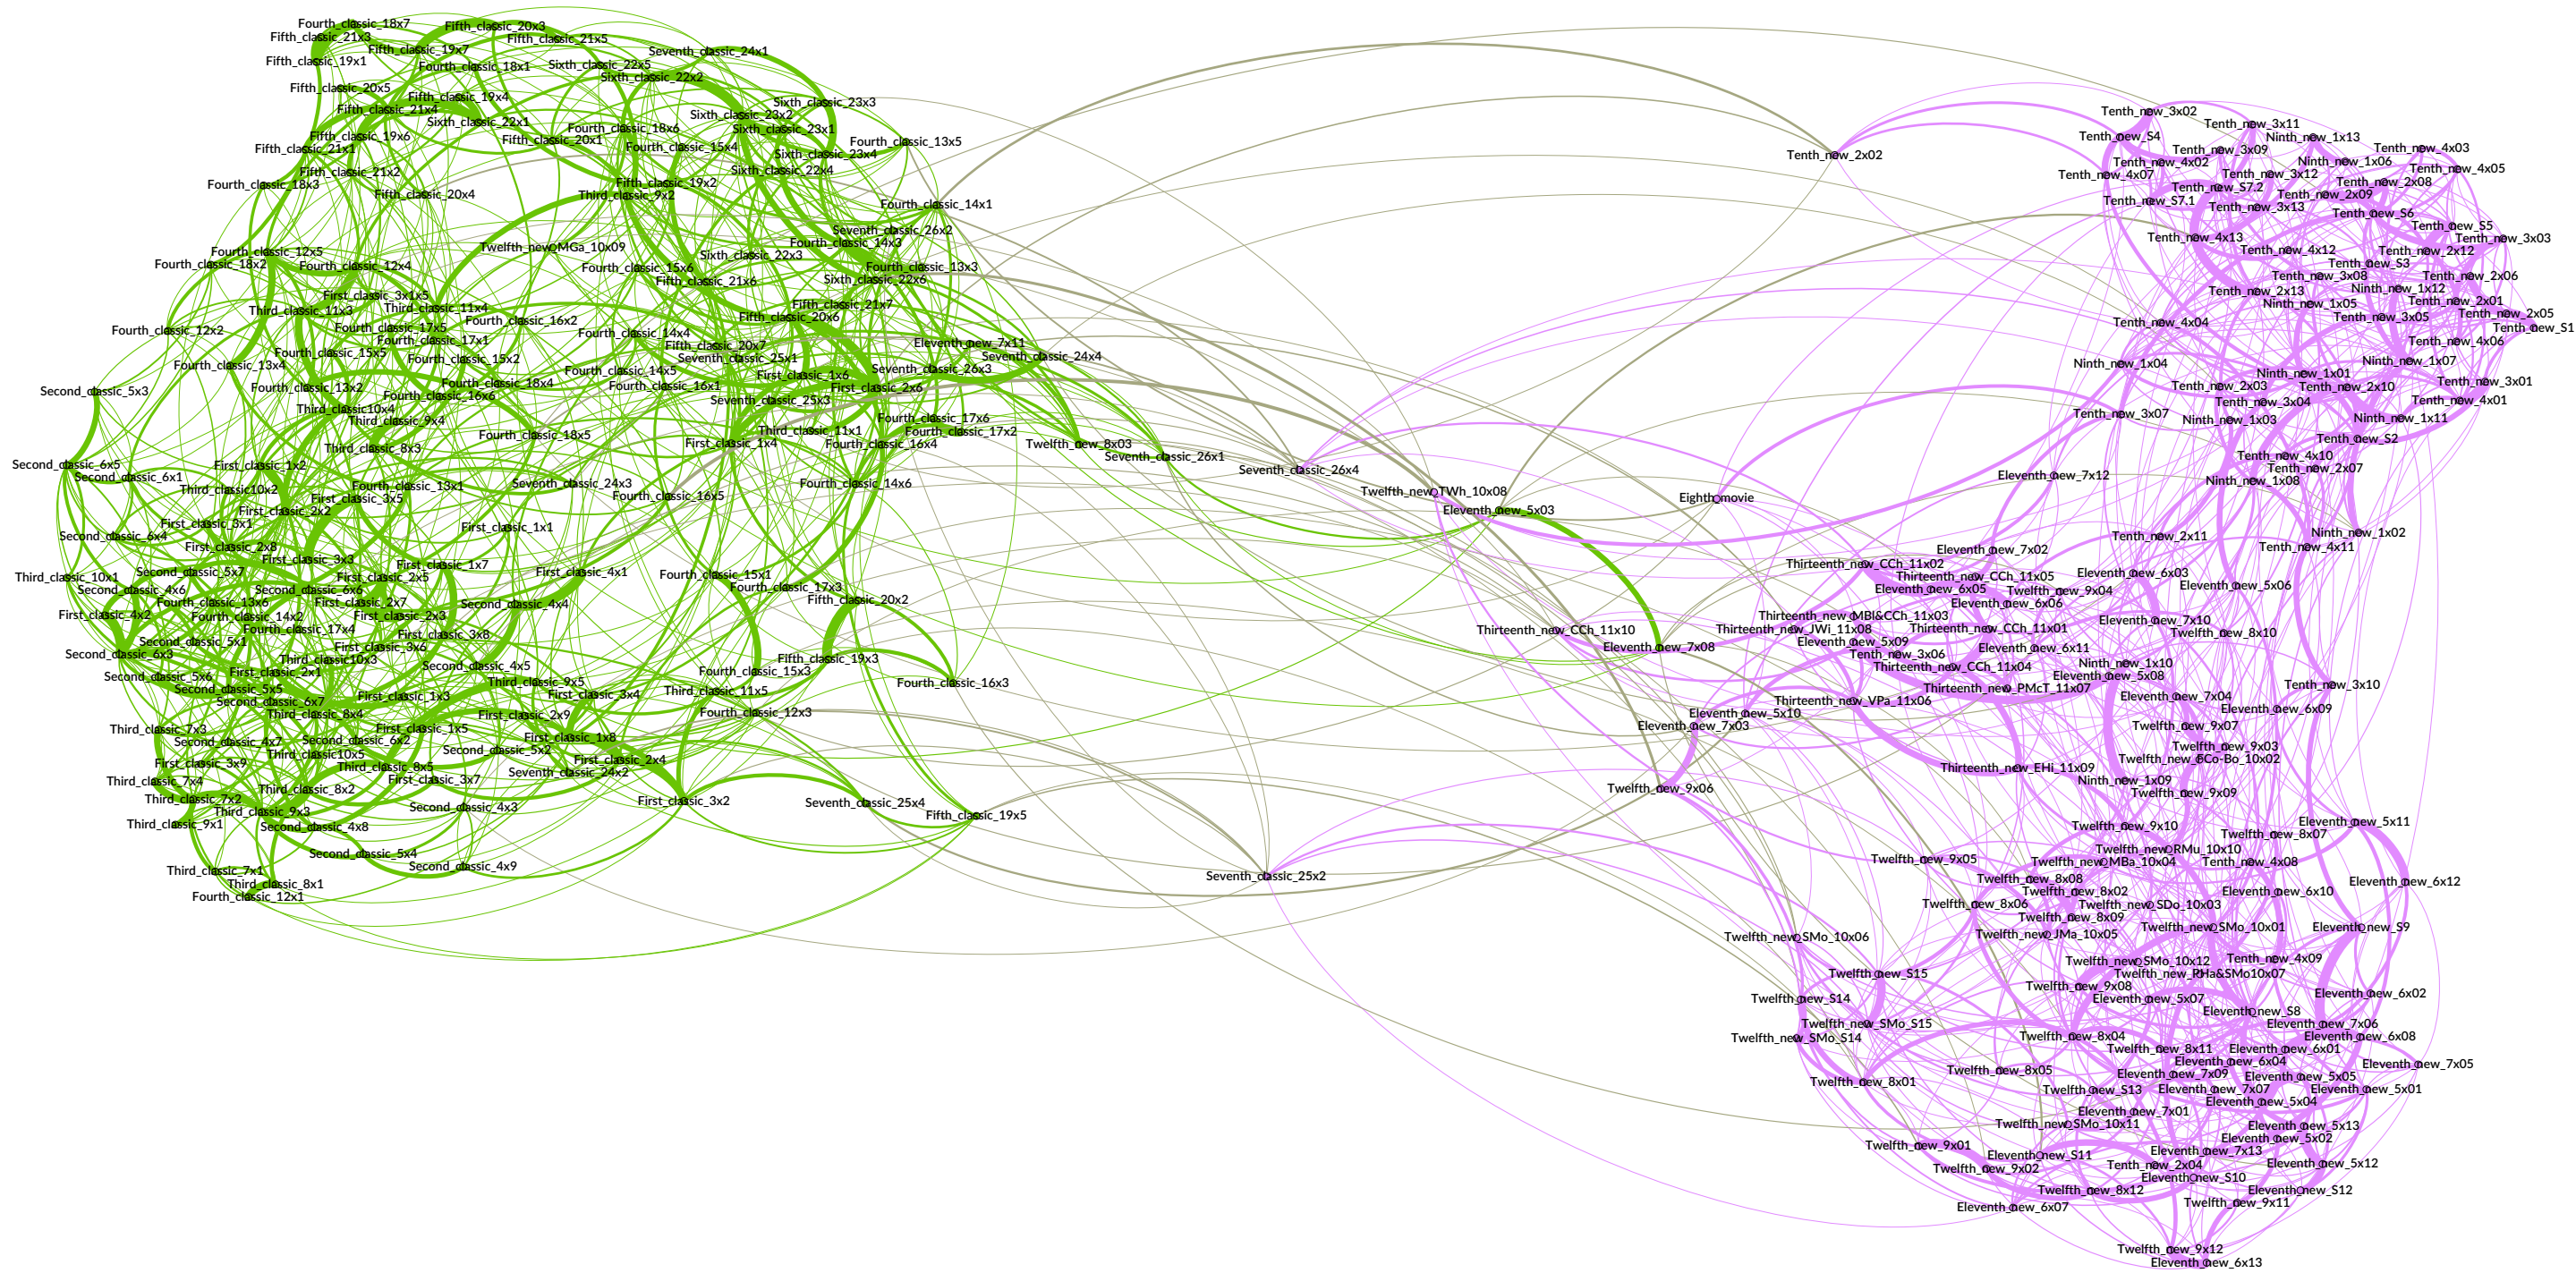 Fourth_classic_18x7
Fifth_classic_21x3
Fifth_classic_20x3
Fifth_classic_19x7
Fifth_classic_21x5
Fifth_classic_19x1
Fourth_classic_18x1
Seventh_classic_24x1
Sixth_classic_22x5
Sixth_classic_22x2
Fifth_classic_20x5
Fifth_classic_19x4
Fifth_classic_21x4
Sixth_classic_22x1
Sixth_classic_23x3
Sixth_classic_23x2
Sixth_classic_23x1
Fifth_classic_19x6
Fifth_classic_21x1
Fifth_classic_20x1
Fourth_classic_18x6
Fourth_classic_15x4
Fourth_classic_13x5
Sixth_classic_23x4
Sixth_classic_22x4
Fifth_classic_21x2
Fourth_classic_18x3
Fifth_classic_20x4
Fifth_classic_19x2
Third_classic_9x2
Fourth_classic_14x1
Seventh_classic_26x2
Fourth_classic_14x3
Twelfth_new_MGa_10x09
Sixth_classic_22x3
Fourth_classic_12x5
Fourth_classic_18x2
Fourth_classic_12x4
Fourth_classic_15x6
Fifth_classic_21x6
Fourth_classic_13x3
Sixth_classic_22x6
First_classic_3x1x5
Third_classic_11x3
Third_classic_11x4
Fifth_classic_21x7
Fifth_classic_20x6
Fourth_classic_12x2
Fourth_classic_17x5
Fourth_classic_17x1
Fourth_classic_16x2
Fourth_classic_14x4
Fifth_classic_20x7
Eleventh_new_7x11
Seventh_classic_25x1
Seventh_classic_24x4
Fourth_classic_15x5
Fourth_classic_15x2
Fourth_classic_13x4
Fourth_classic_14x5
First_classic_1x6
Seventh_classic_26x3
Second_classic_5x3
Fourth_classic_13x2
Fourth_classic_18x4
Fourth_classic_16x6
Fourth_classic_16x1
First_classic_2x6
Seventh_classic_25x3
Third_classic10x4
Third_classic_9x4
Fourth_classic_17x6
Fourth_classic_17x2
Third_classic_11x1
Fourth_classic_16x4
First_classic_1x4
Fourth_classic_18x5
Third_classic_8x3
Twelfth_new_8x03
Seventh_classic_26x1
Second_classic_6x5
Second_classic_6x1
First_classic_1x2
Third_classic10x2
Fourth_classic_13x1
First_classic_3x5
First_classic_2x2
Seventh_classic_24x3
Fourth_classic_16x5
Fourth_classic_14x6
First_classic_3x1
First_classic_1x1
Second_classic_6x4
First_classic_2x8
First_classic_3x3
First_classic_1x7
First_classic_4x1
Second_classic_5x7
First_classic_2x5
Third_classic_10x1
Second_classic_4x6
Second_classic_6x6
Fourth_classic_15x1
Fourth_classic_17x3
Fifth_classic_20x2
Fourth_classic_13x6
First_classic_2x7
Second_classic_4x4
First_classic_4x2
Fourth_classic_14x2
First_classic_2x3
Fourth_classic_17x4
Second_classic_5x1
First_classic_3x8
First_classic_3x6
Second_classic_6x3
Third_classic10x3
Second_classic_4x5
First_classic_2x1
Second_classic_5x6
Second_classic_5x5
Second_classic_6x7
Third_classic_9x5
Fifth_classic_19x3
Fourth_classic_15x3
Fourth_classic_16x3
First_classic_1x3
First_classic_3x4
Third_classic_11x5
Third_classic_8x4
First_classic_2x9
Fourth_classic_12x3
Third_classic_7x3
First_classic_1x5
Second_classic_4x7
Second_classic_6x2
First_classic_1x8
Second_classic_5x2
Third_classic10x5
First_classic_3x9
Third_classic_8x5
First_classic_2x4
Seventh_classic_24x2
Third_classic_7x4
First_classic_3x7
Third_classic_8x2
Third_classic_7x2
Third_classic_9x3
Second_classic_4x3
First_classic_3x2
Seventh_classic_25x4
Fifth_classic_19x5
Third_classic_9x1
Second_classic_4x8
Second_classic_5x4
Second_classic_4x9
Third_classic_7x1
Third_classic_8x1
Fourth_classic_12x1
Seventh_classic_25x2
Seventh_classic_26x4
Twelfth_new_TWh_10x08
Eleventh_new_5x03
Eighth_movie
Tenth_new_2x02
Tenth_new_3x02
Tenth_new_3x11
Tenth_new_S4
Ninth_new_1x13
Tenth_new_3x09
Tenth_new_4x03
Tenth_new_4x02
Ninth_new_1x06
Tenth_new_4x05
Tenth_new_4x07
Tenth_new_3x12
Tenth_new_2x08
Tenth_new_S7.2
Tenth_new_2x09
Tenth_new_S7.1
Tenth_new_3x13
Tenth_new_S6
Tenth_new_S5
Tenth_new_4x13
Tenth_new_3x03
Tenth_new_4x12
Tenth_new_2x12
Tenth_new_S3
Tenth_new_3x08
Tenth_new_2x06
Tenth_new_2x13
Ninth_new_1x12
Ninth_new_1x05
Tenth_new_2x01
Tenth_new_3x05
Tenth_new_2x05
Tenth_new_S1
Tenth_new_4x04
Tenth_new_4x06
Ninth_new_1x04
Ninth_new_1x07
Ninth_new_1x01
Tenth_new_2x03
Tenth_new_2x10
Tenth_new_3x01
Tenth_new_3x04
Tenth_new_4x01
Tenth_new_3x07
Ninth_new_1x03
Ninth_new_1x11
Tenth_new_S2
Tenth_new_4x10
Tenth_new_2x07
Eleventh_new_7x12
Ninth_new_1x08
Tenth_new_2x11
Ninth_new_1x02
Tenth_new_4x11
Eleventh_new_7x02
Thirteenth_new_CCh_11x02
Thirteenth_new_CCh_11x05
Eleventh_new_6x03
Eleventh_new_6x05
Twelfth_new_9x04
Eleventh_new_5x06
Eleventh_new_6x06
Thirteenth_new_MBl&CCh_11x03
Eleventh_new_7x10
Thirteenth_new_CCh_11x10
Thirteenth_new_JWi_11x08
Thirteenth_new_CCh_11x01
Twelfth_new_8x10
Eleventh_new_7x08
Eleventh_new_5x09
Eleventh_new_6x11
Tenth_new_3x06
Thirteenth_new_CCh_11x04
Ninth_new_1x10
Eleventh_new_5x08
Thirteenth_new_PMcT_11x07
Tenth_new_3x10
Thirteenth_new_VPa_11x06
Eleventh_new_7x04
Eleventh_new_6x09
Eleventh_new_5x10
Eleventh_new_7x03
Twelfth_new_9x07
Twelfth_new_9x03
Twelfth_new_FCo-Bo_10x02
Thirteenth_new_EHi_11x09
Ninth_new_1x09
Twelfth_new_9x06
Twelfth_new_9x09
Twelfth_new_9x10
Eleventh_new_5x11
Twelfth_new_8x07
Twelfth_new_RMu_10x10
Twelfth_new_9x05
Twelfth_new_MBa_10x04
Tenth_new_4x08
Twelfth_new_8x08
Eleventh_new_6x12
Twelfth_new_8x02
Eleventh_new_6x10
Twelfth_new_8x06
Twelfth_new_SDo_10x03
Twelfth_new_8x09
Twelfth_new_SMo_10x01
Eleventh_new_S9
Twelfth_new_JMa_10x05
Twelfth_new_SMo_10x06
Twelfth_new_SMo_10x12
Tenth_new_4x09
Twelfth_new_S15
Twelfth_new_PHa&SMo10x07
Twelfth_new_9x08
Eleventh_new_6x02
Twelfth_new_S14
Eleventh_new_5x07
Eleventh_new_S8
Twelfth_new_SMo_S15
Eleventh_new_7x06
Twelfth_new_SMo_S14
Twelfth_new_8x04
Eleventh_new_6x08
Twelfth_new_8x11
Eleventh_new_6x01
Eleventh_new_6x04
Eleventh_new_7x05
Twelfth_new_8x05
Eleventh_new_7x09
Eleventh_new_5x05
Twelfth_new_8x01
Twelfth_new_S13
Eleventh_new_7x07
Eleventh_new_5x01
Eleventh_new_5x04
Eleventh_new_7x01
Twelfth_new_SMo_10x11
Eleventh_new_5x13
Eleventh_new_5x02
Twelfth_new_9x01
Eleventh_new_7x13
Eleventh_new_S11
Twelfth_new_9x02
Tenth_new_2x04
Eleventh_new_5x12
Eleventh_new_S10
Twelfth_new_8x12
Eleventh_new_S12
Twelfth_new_9x11
Eleventh_new_6x07
Twelfth_new_9x12
Eleventh_new_6x13